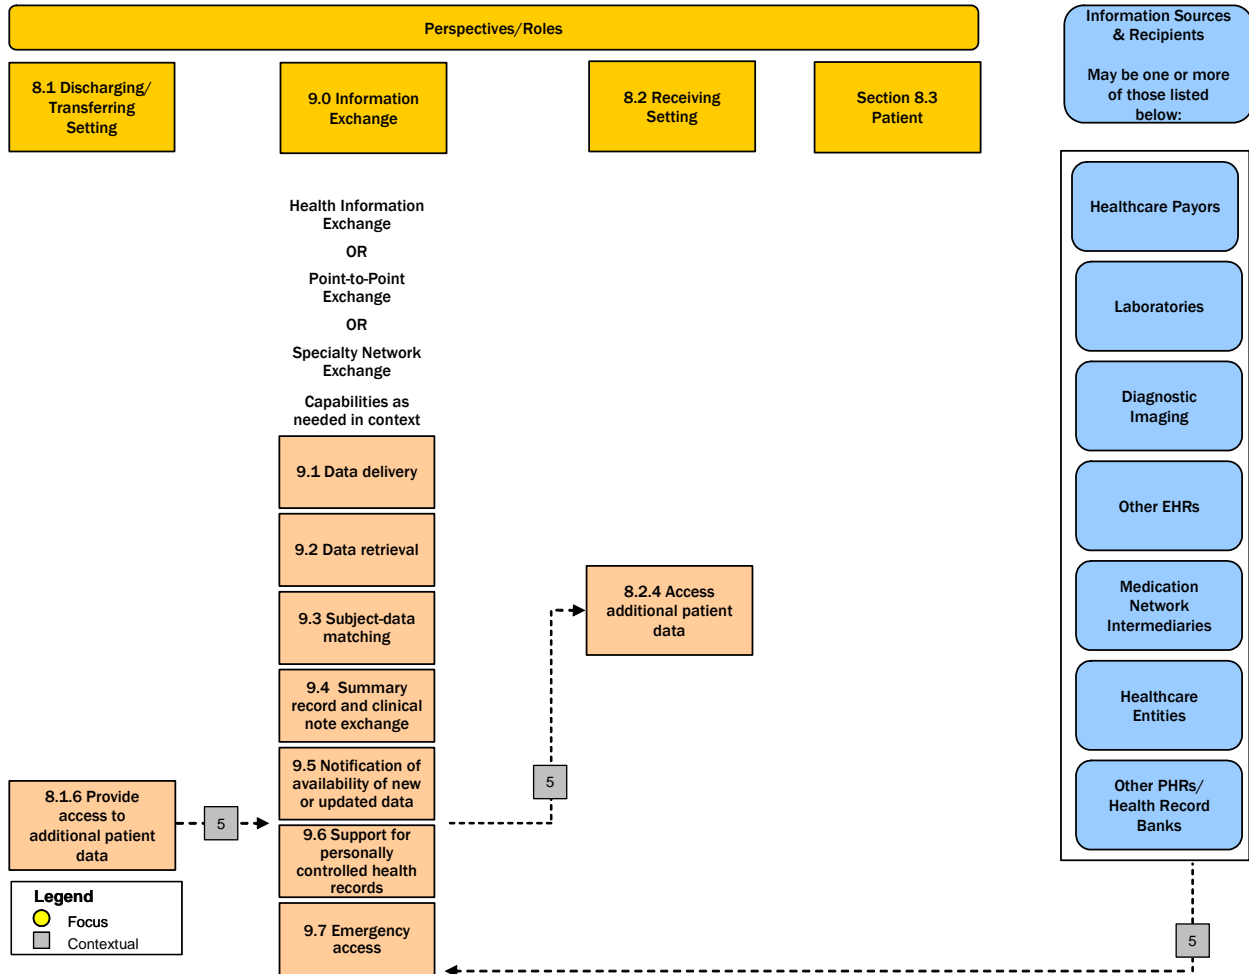 Perspectives/Roles
8.1 Discharging/
Transferring
Setting
9.0 Information
Exchange
8.2 Receiving
Setting
Section 8.3
Patient
Information Sources
& Recipients
May be one or more
of those listed
below:
Health Information
Exchange
OR
Point-to-Point
Exchange
OR
Specialty Network
Exchange
Capabilities as
needed in context
9.1 Data delivery
9.2 Data retrieval
9.3 Subject-data
matching
9.4 Summary
record and clinical
note exchange
9.5 Notification of
availability of new
or updated data
9.6 Support for
personally
controlled health
records
9.7 Emergency
access
8.1.6 Provide
access to
additional patient
data
5
8.2.4 Access
additional patient
data
5
Healthcare Payors
Laboratories
Diagnostic
Imaging
Other EHRs
Medication
Network
Intermediaries
Healthcare
Entities
Other PHRs/
Health Record
Banks
5
Legend
Focus
Contextual